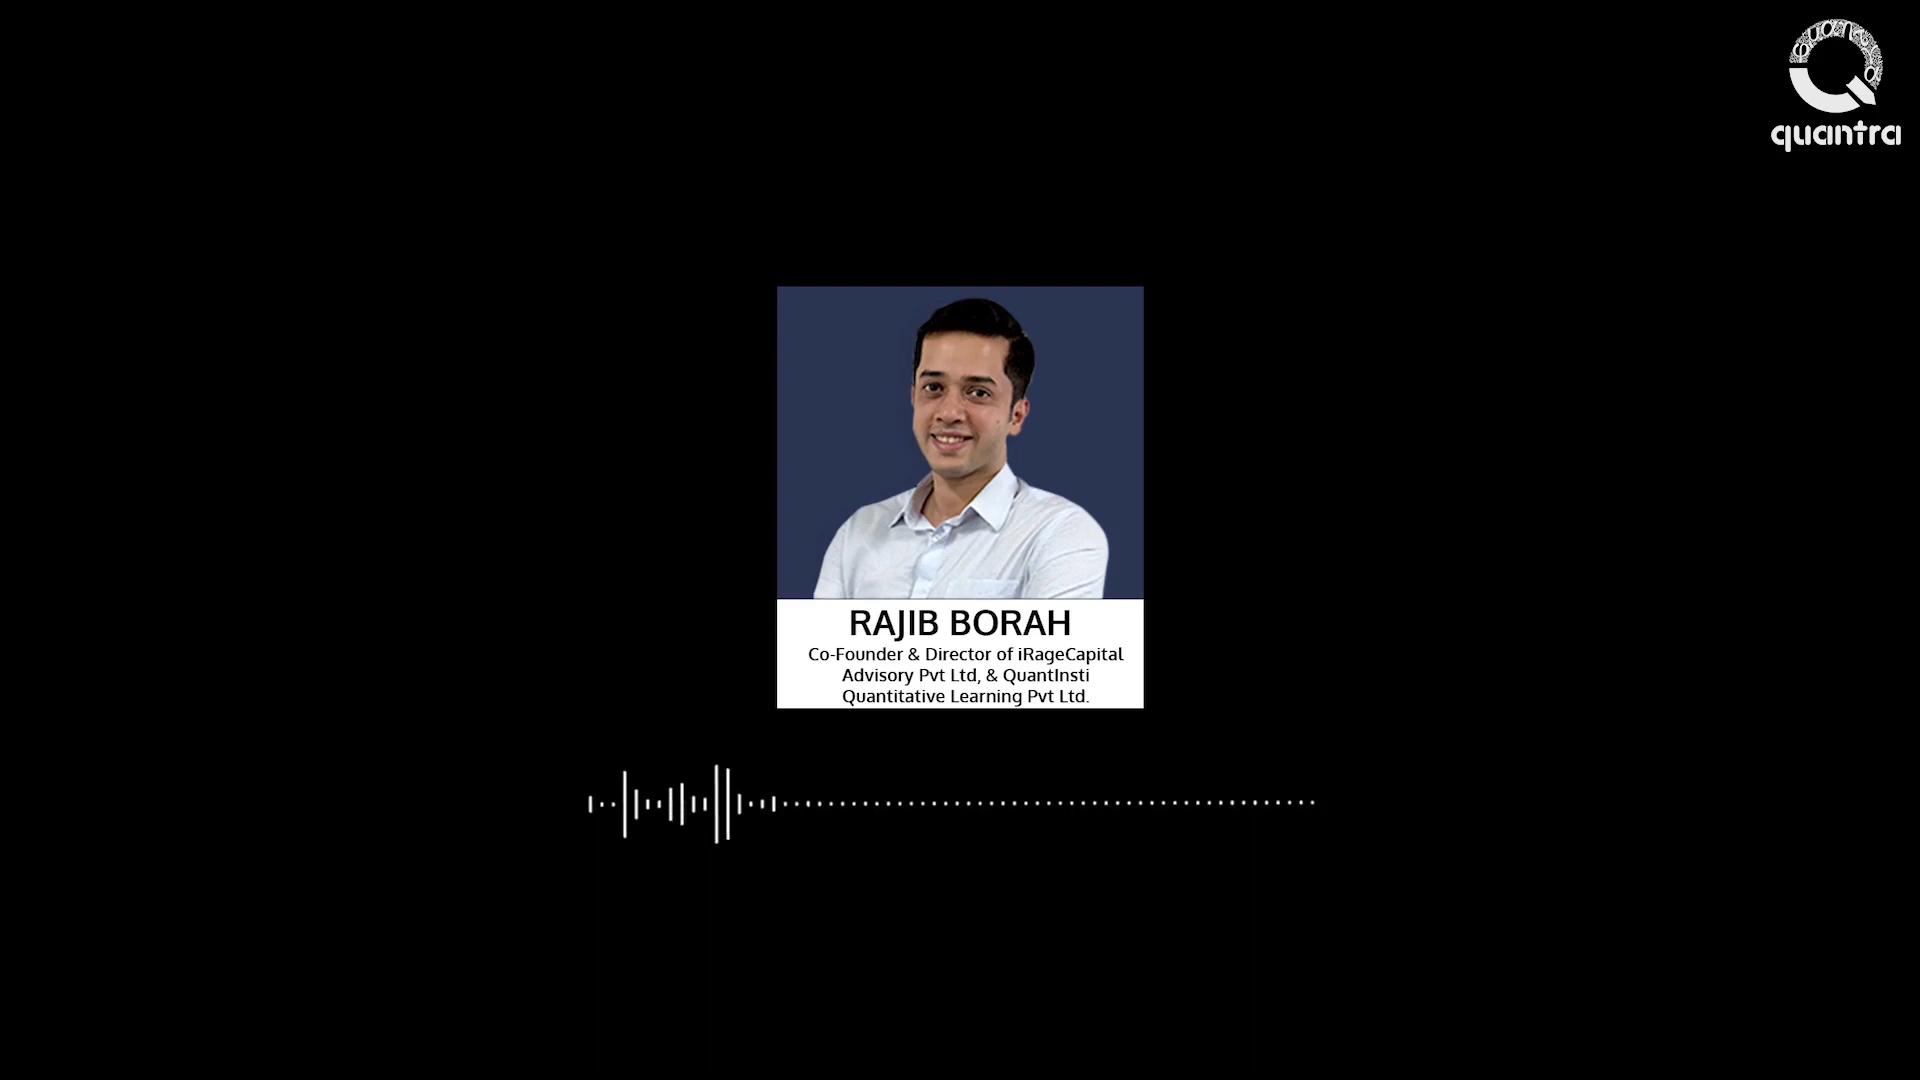 quantra
RAJIB BORAH
Co-Founder & Director of iRageCapital
Advisory Pvt Ltd, & QuantInsti
Quantitative Learning Pvt Ltd.